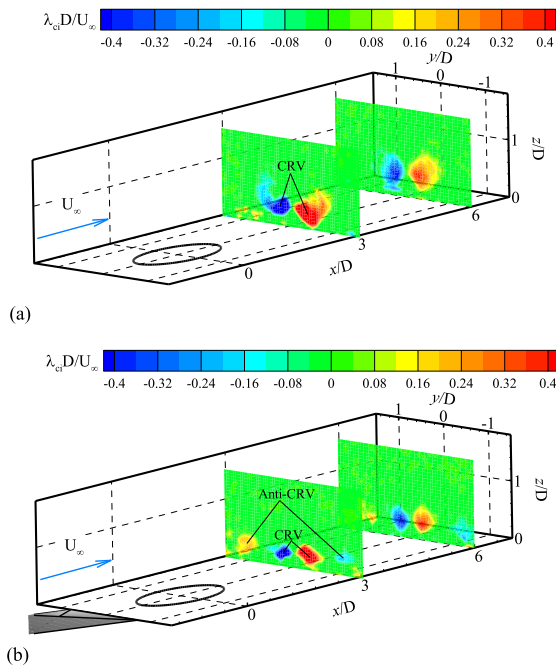 λciD/U∞
-0.4 -0.32 -0.24 -0.16 -0.08 0 0.08 0.16 0.24 0.32 0.4
y/D
1 0 -1
z/D
1
0
CRV
U∞
0 3 6
x/D
(a)
λciD/U∞
-0.4 -0.32 -0.24 -0.16 -0.08 0 0.08 0.16 0.24 0.32 0.4
y/D
1 0 -1
z/D
1
0
Anti-CRV
CRV
U∞
0 3 6
x/D
(b)